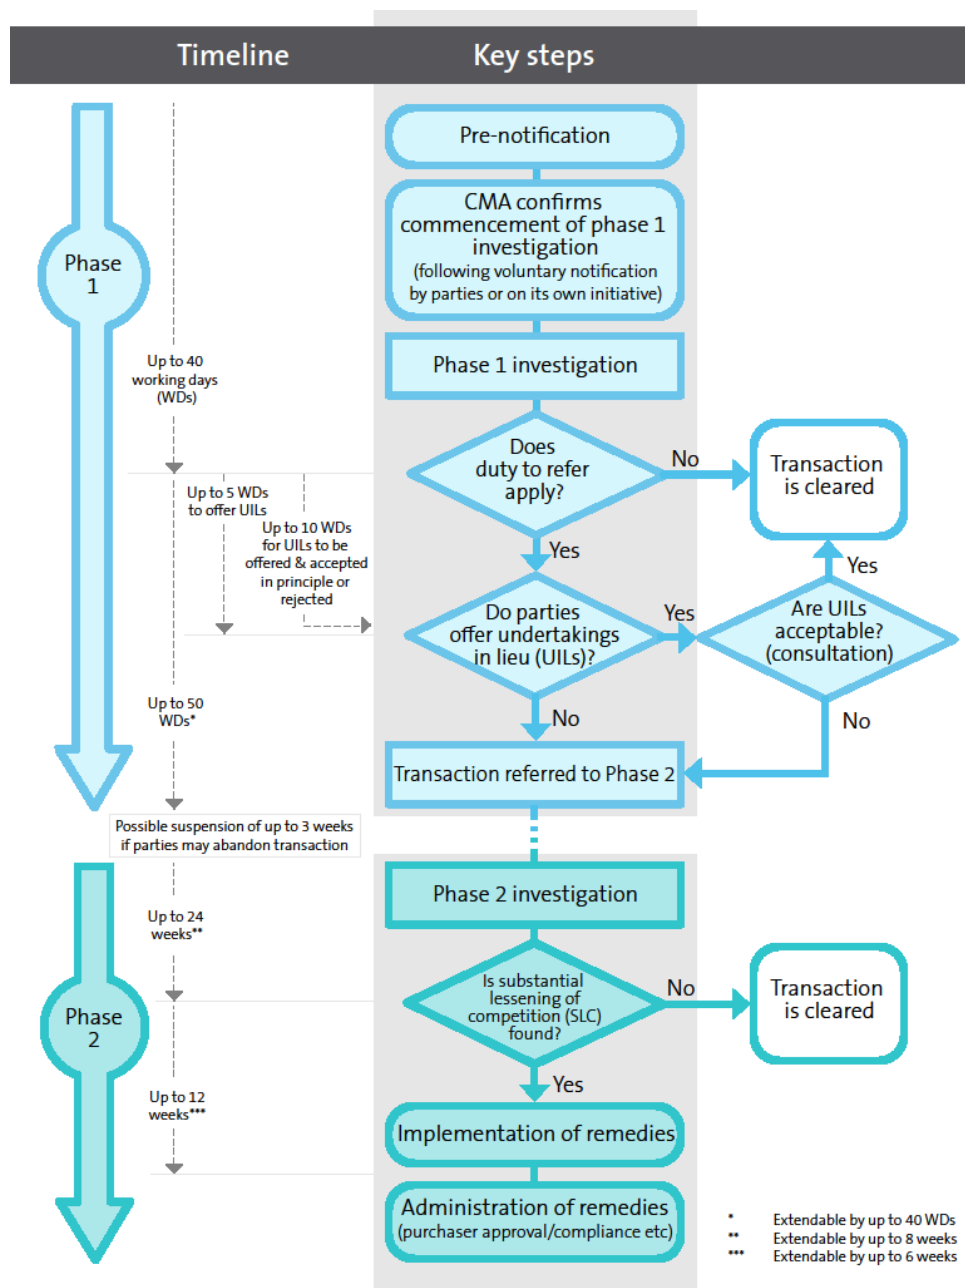 Timeline
Key steps
Pre-notification
CMA confirms
commencement of phase 1
investigation
(following voluntary notification
by parties or on its own initiative)
Phase
1
Phase 1 investigation
Up to 40
working days
(WDs)
Does
duty to refer
apply?
No
Transaction
is cleared
Up to 5 WDs
to offer UILs
Up to 10 WDs
for UILs to be
offered & accepted
in principle or
rejected
Yes
Yes
Do parties
offer undertakings
in lieu (UILs)?
Yes
Are UILs
acceptable?
(consultation)
Up to 50
WDs*
No
No
Transaction referred to Phase 2
Possible suspension of up to 3 weeks
if parties may abandon transaction
Phase 2 investigation
Up to 24
weeks**
Is substantial
lessening of
competition (SLC)
found?
No
Transaction
is cleared
Phase
2
Yes
Up to 12
weeks***
Implementation of remedies
Administration of remedies
(purchaser approval/compliance etc)
* Extendable by up to 40 WDs
** Extendable by up to 8 weeks
*** Extendable by up to 6 weeks